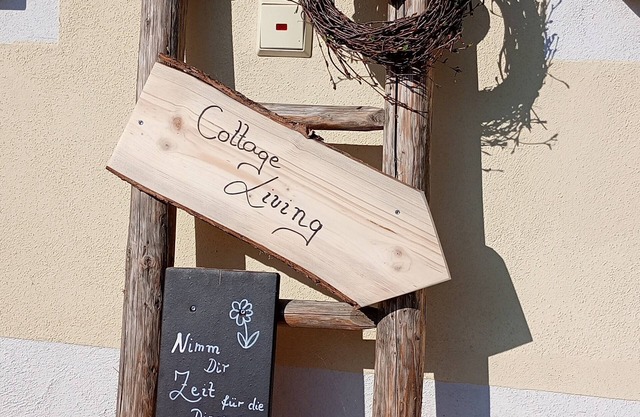 Cottage
Living
Nimm
Dir
Zeit für die